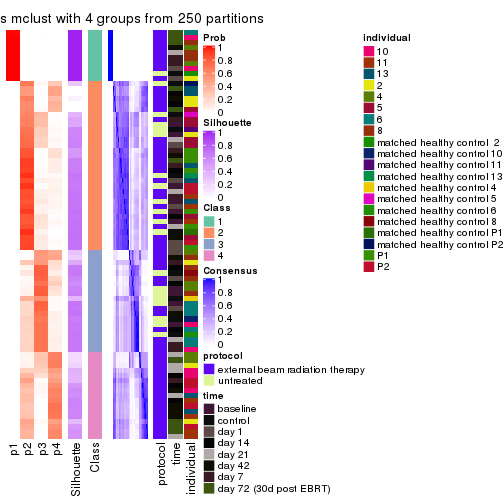 s mclust with 4 groups from 250 partitions
Prob
1
0.8
0.6
0.4
0.2
0
Silhouette
1
0.8
0.6
0.4
0.2
0
Class
1
2
3
4
Consensus
1
0.8
0.6
0.4
0.2
0
protocol
external beam radiation therapy
untreated
time
baseline
control
day 1
day 14
day 21
day 42
day 7
day 72 (30d post EBRT)
individual
10
11
13
2
4
5
6
8
matched healthy control 2
matched healthy control 10
matched healthy control 11
matched healthy control 13
matched healthy control 4
matched healthy control 5
matched healthy control 6
matched healthy control 8
matched healthy control P1
matched healthy control P2
P1
P2
p1
p2
p3
p4
Silhouette
Class
protocol
time
individual